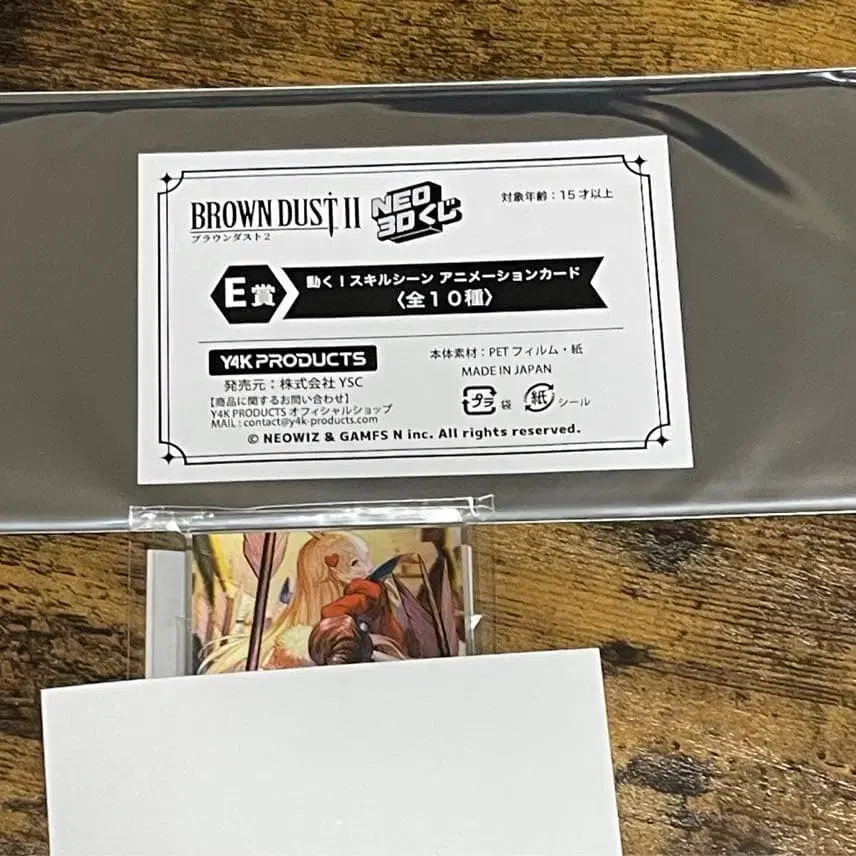 BROWN DUST II
ブラウンダスト2
NEO
3Dくじ
対象年齢：15才以上
E賞
動く！スキルシーン アニメーションカード
〈全10種〉
Y4K PRODUCTS
発売元：株式会社 YSC
【商品に関するお問い合わせ】
Y4K PRODUCTS オフィシャルショップ
MAIL : contact@y4k-products.com
本体素材：PETフィルム・紙
MADE IN JAPAN
プラ 袋
紙 シール
© NEOWIZ & GAMFS N inc. All rights reserved.